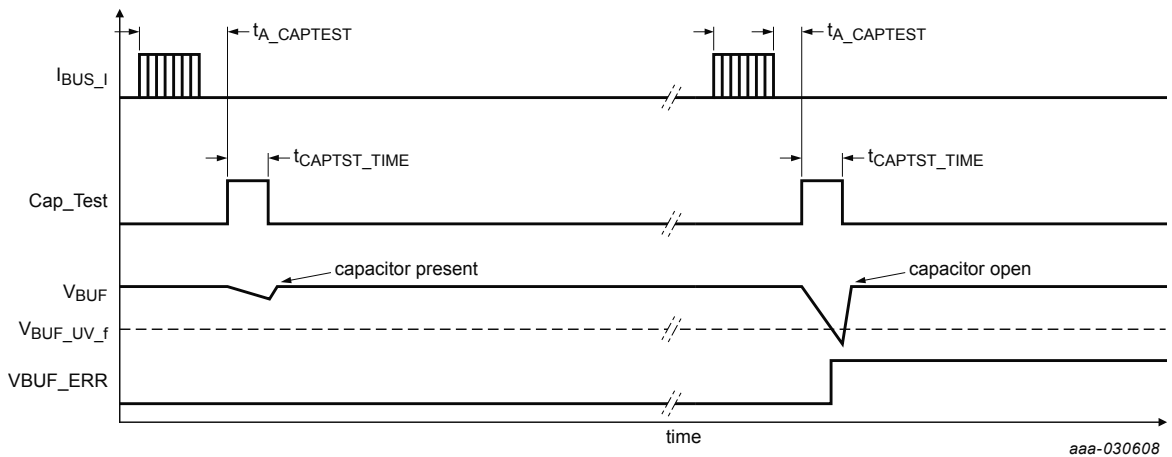 tA_CAPTEST tA_CAPTEST
IBUS_I
tCAPTST_TIME tCAPTST_TIME
Cap_Test
capacitor present capacitor open
VBUF
VBUF_UV_f
VBUF_ERR
time
aaa-030608